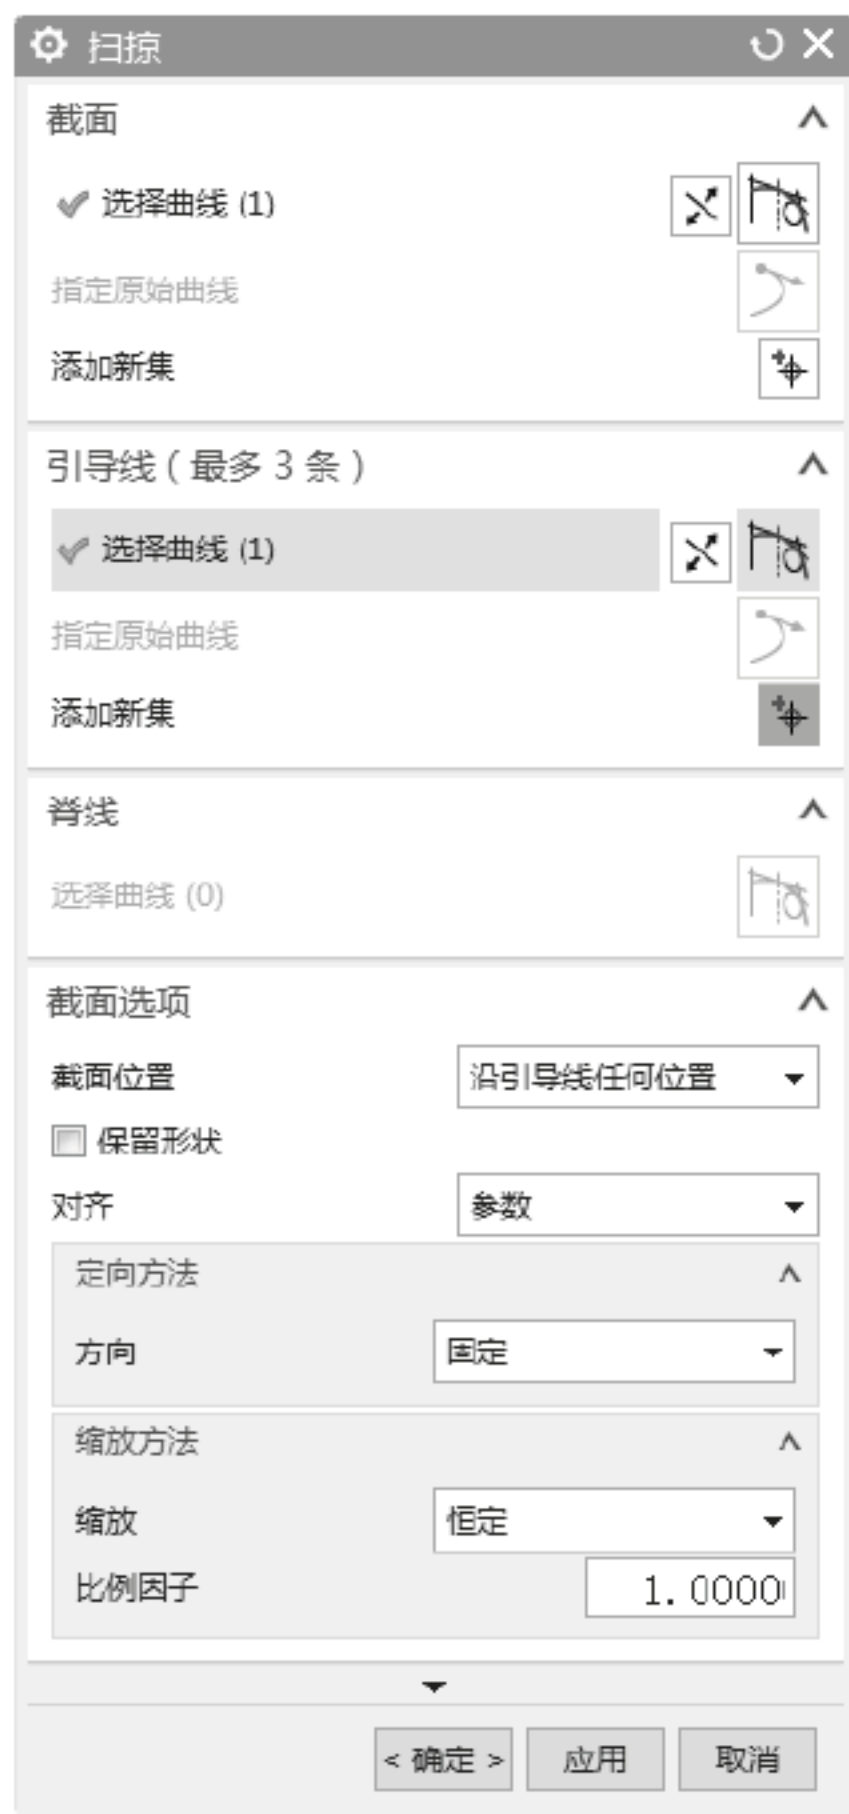 扫掠
截面
选择曲线 (1)
指定原始曲线
添加新集
引导线 ( 最多 3 条 )
选择曲线 (1)
指定原始曲线
添加新集
脊线
选择曲线 (0)
截面选项
截面位置 沿引导线任何位置
保留形状
对齐 参数
定向方法
方向 固定
缩放方法
缩放 恒定
比例因子 1.0000
< 确定 > 应用 取消